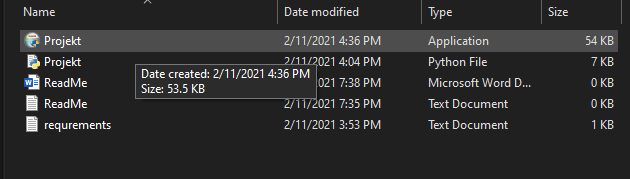 Name Date modified Type Size
Projekt 2/11/2021 4:36 PM Application 54 KB
Projekt 2/11/2021 4:04 PM Python File 7 KB
ReadMe 2/11/2021 7:38 PM Microsoft Word D... 0 KB
Date created: 2/11/2021 4:36 PM
Size: 53.5 KB
ReadMe 2/11/2021 7:35 PM Text Document 0 KB
requrements 2/11/2021 3:53 PM Text Document 1 KB